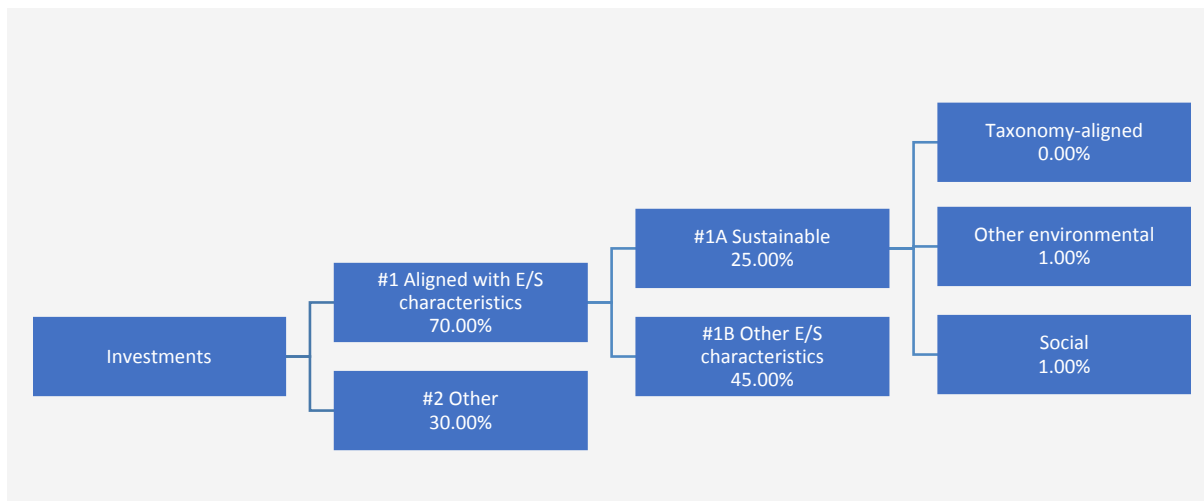 Investments
#1 Aligned with E/S
characteristics
70.00%
#2 Other
30.00%
#1A Sustainable
25.00%
#1B Other E/S
characteristics
45.00%
Taxonomy-aligned
0.00%
Other environmental
1.00%
Social
1.00%